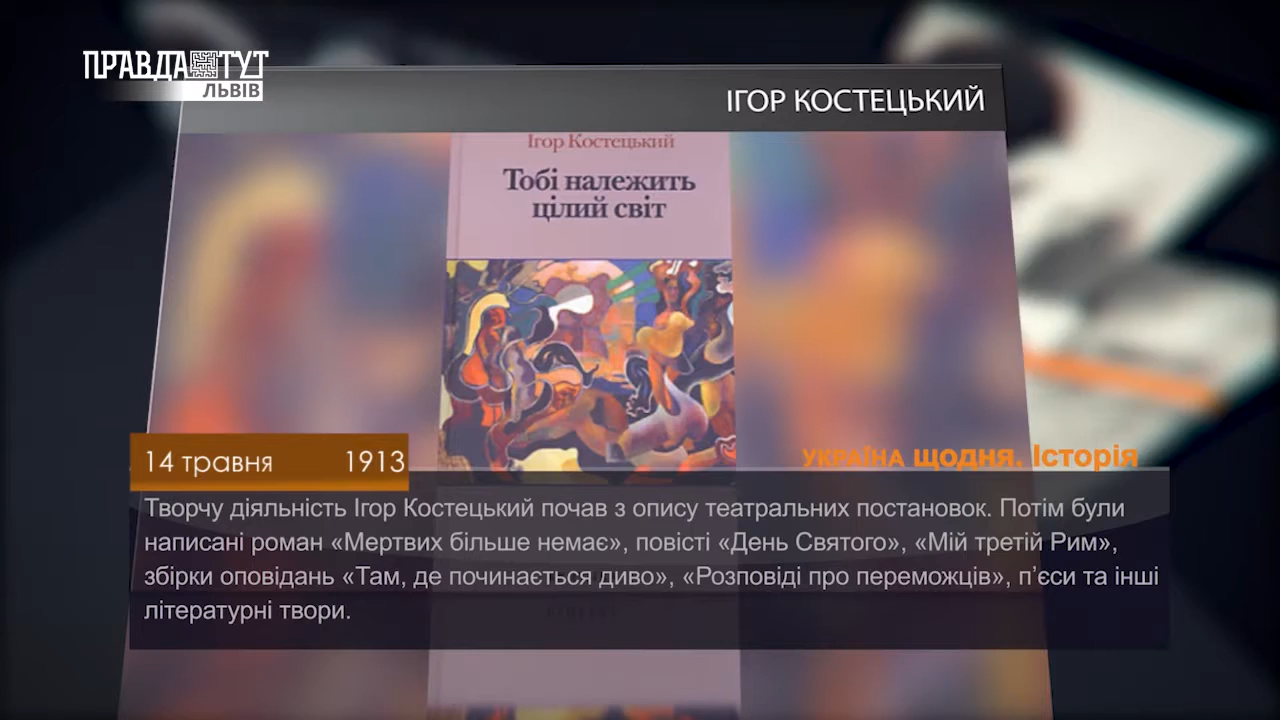 ПРАВДА ТУТ
ЛЬВІВ
ІГОР КОСТЕЦЬКИЙ
Ігор Костецький
Тобі належить
цілий світ
14 травня 1913
УКРАЇНА щодня. Історія
Творчу діяльність Ігор Костецький почав з опису театральних постановок. Потім були
написані роман «Мертвих більше немає», повісті «День Святого», «Мій третій Рим»,
збірки оповідань «Там, де починається диво», «Розповіді про переможців», п’єси та інші
літературні твори.